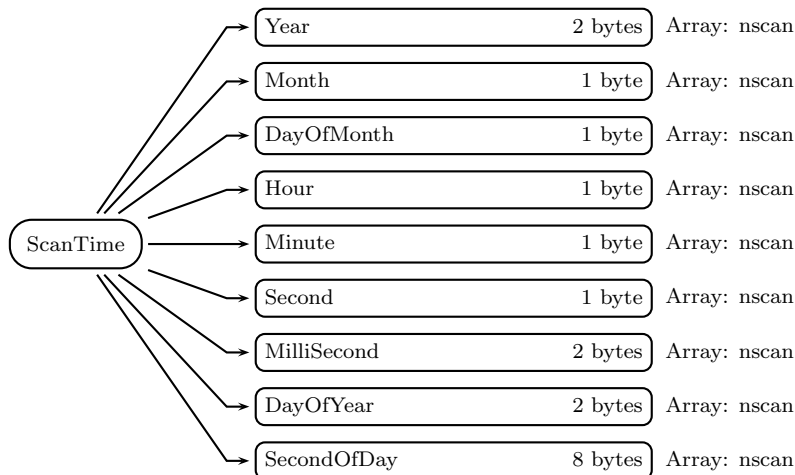 Year 2 bytes Array: nscan
Month 1 byte Array: nscan
DayOfMonth 1 byte Array: nscan
Hour 1 byte Array: nscan
ScanTime Minute 1 byte Array: nscan
Second 1 byte Array: nscan
MilliSecond 2 bytes Array: nscan
DayOfYear 2 bytes Array: nscan
SecondOfDay 8 bytes Array: nscan